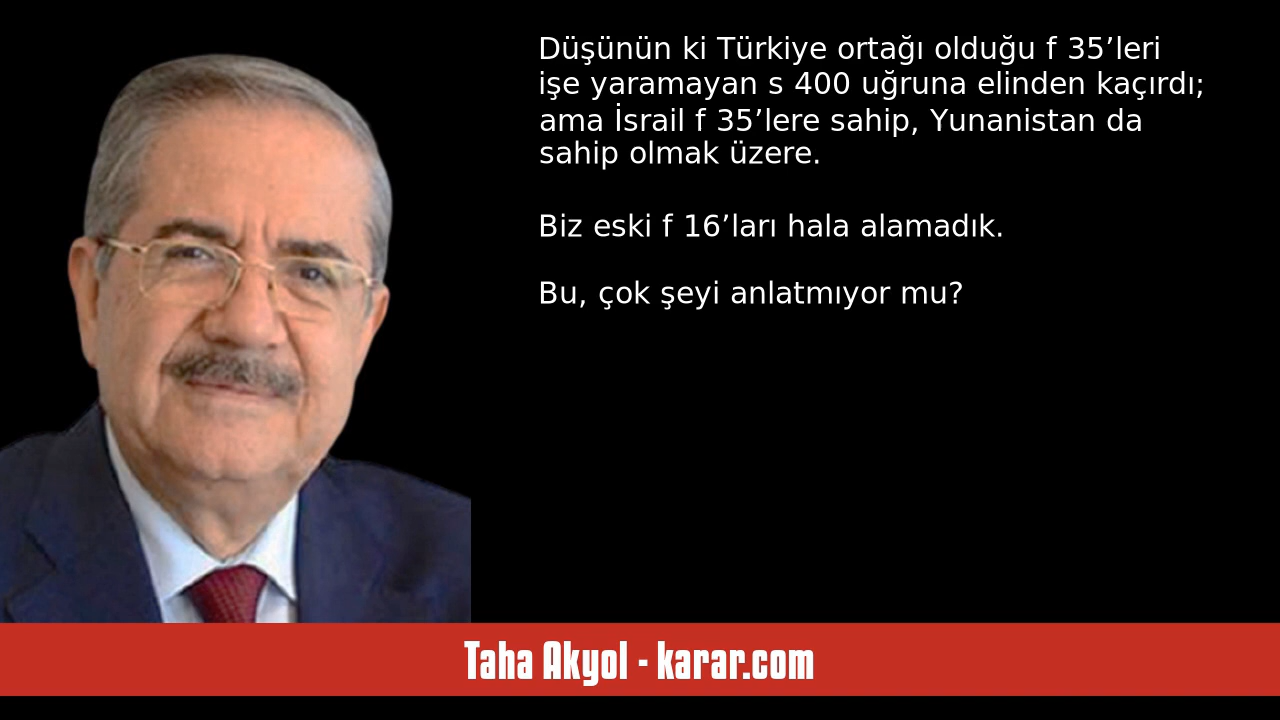 Düşünün ki Türkiye ortağı olduğu f 35’leri
işe yaramayan s 400 uğruna elinden kaçırdı;
ama İsrail f 35’lere sahip, Yunanistan da
sahip olmak üzere.
Biz eski f 16’ları hala alamadık.
Bu, çok şeyi anlatmıyor mu?
Taha Akyol - karar.com